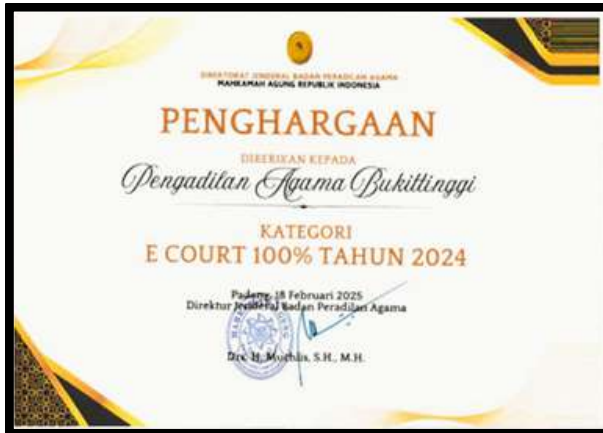 DIREKTORAT JENDERAL BADAN PERADILAN AGAMA
MAHKAMAH AGUNG REPUBLIK INDONESIA
PENGHARGAAN
DIBERIKAN KEPADA
Pengadilan Agama Bukittinggi
KATEGORI
E COURT 100% TAHUN 2024
Padang, 18 Februari 2025
Direktur Jenderal Badan Peradilan Agama
Drs. H. Muchlis, S.H., M.H.